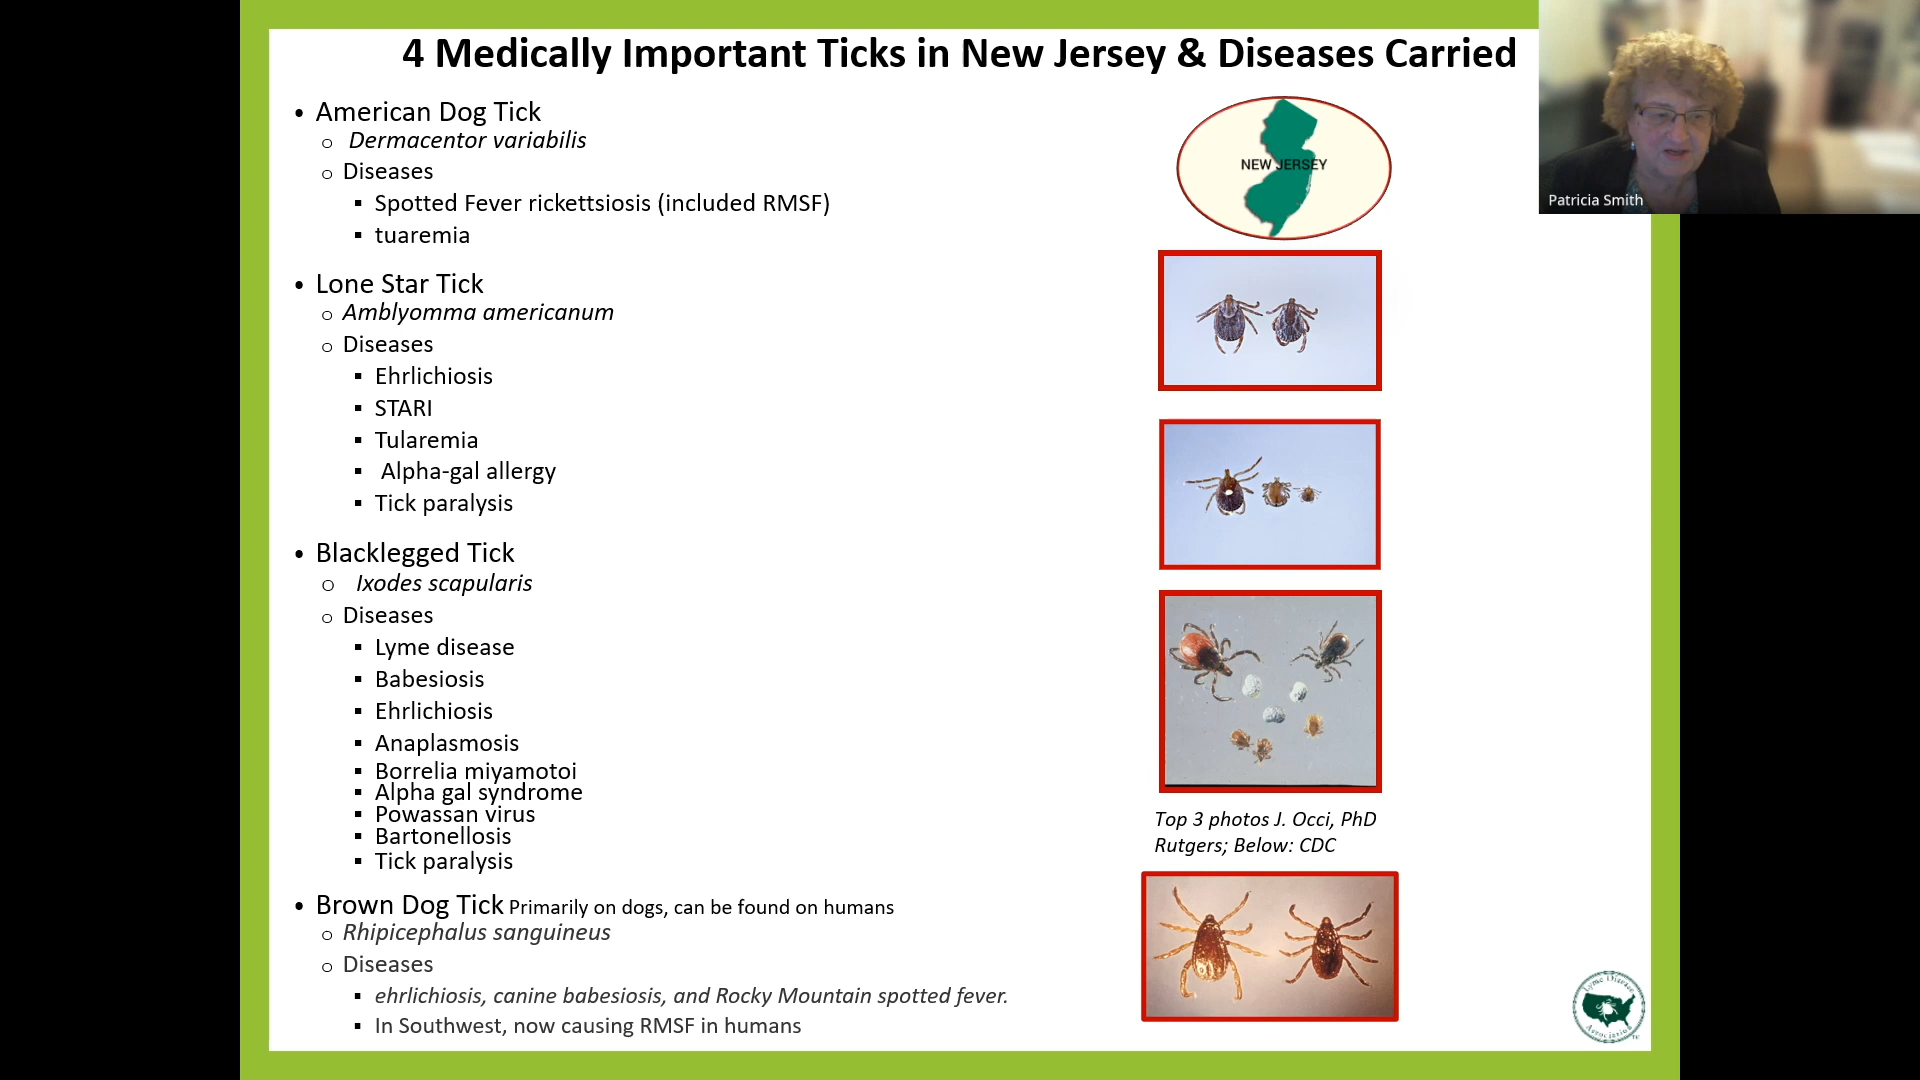 4 Medically Important Ticks in New Jersey & Diseases Carried
Patricia Smith
• American Dog Tick
o Dermacentor variabilis
o Diseases
▪ Spotted Fever rickettsiosis (included RMSF)
▪ tuaremia
NEW JERSEY
• Lone Star Tick
o Amblyomma americanum
o Diseases
▪ Ehrlichiosis
▪ STARI
▪ Tularemia
▪ Alpha-gal allergy
▪ Tick paralysis
• Blacklegged Tick
o Ixodes scapularis
o Diseases
▪ Lyme disease
▪ Babesiosis
▪ Ehrlichiosis
▪ Anaplasmosis
▪ Borrelia miyamotoi
▪ Alpha gal syndrome
▪ Powassan virus
▪ Bartonellosis
▪ Tick paralysis
Top 3 photos J. Occi, PhD
Rutgers; Below: CDC
• Brown Dog Tick Primarily on dogs, can be found on humans
o Rhipicephalus sanguineus
o Diseases
▪ ehrlichiosis, canine babesiosis, and Rocky Mountain spotted fever.
▪ In Southwest, now causing RMSF in humans
Lyme Disease
Association